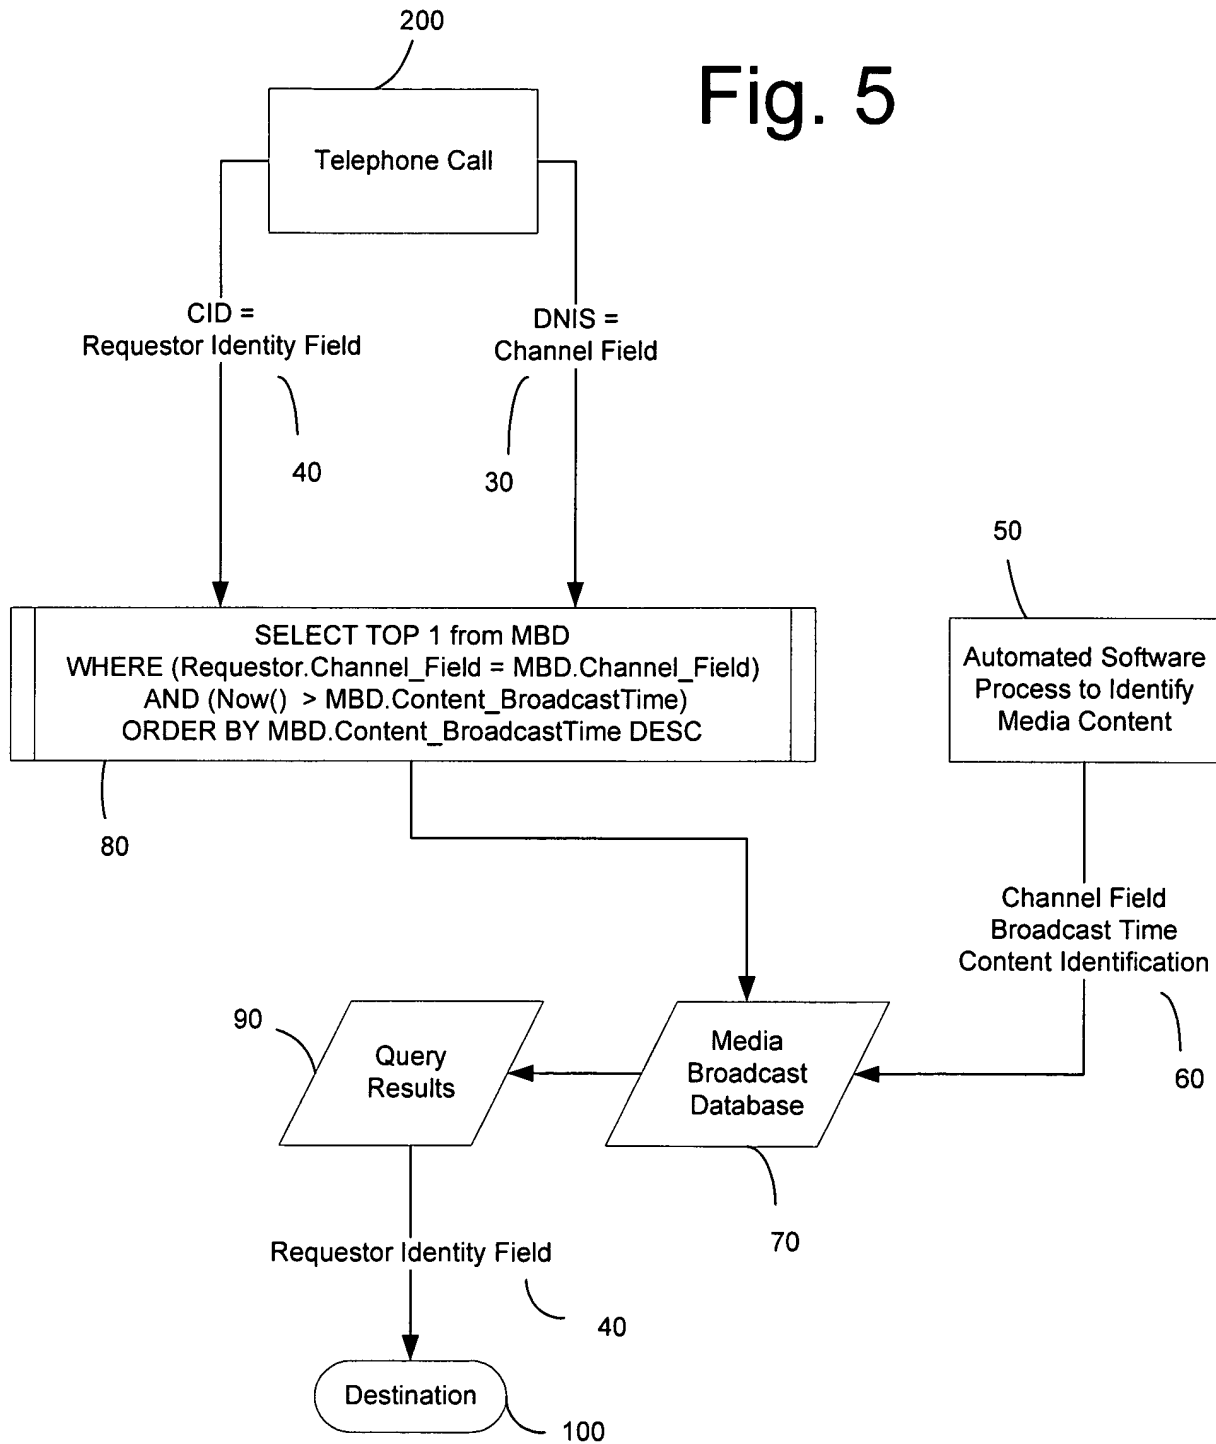 200
Fig. 5
Telephone Call
CID =
Requestor Identity Field
DNIS =
Channel Field
40
30
50
SELECT TOP 1 from MBD
WHERE (Requestor.Channel_Field = MBD.Channel_Field)
AND (Now() > MBD.Content_BroadcastTime)
ORDER BY MBD.Content_BroadcastTime DESC
Automated Software
Process to Identify
Media Content
80
Channel Field
Broadcast Time
Content Identification
90
Query
Results
Media
Broadcast
Database
60
70
Requestor Identity Field
40
Destination
100